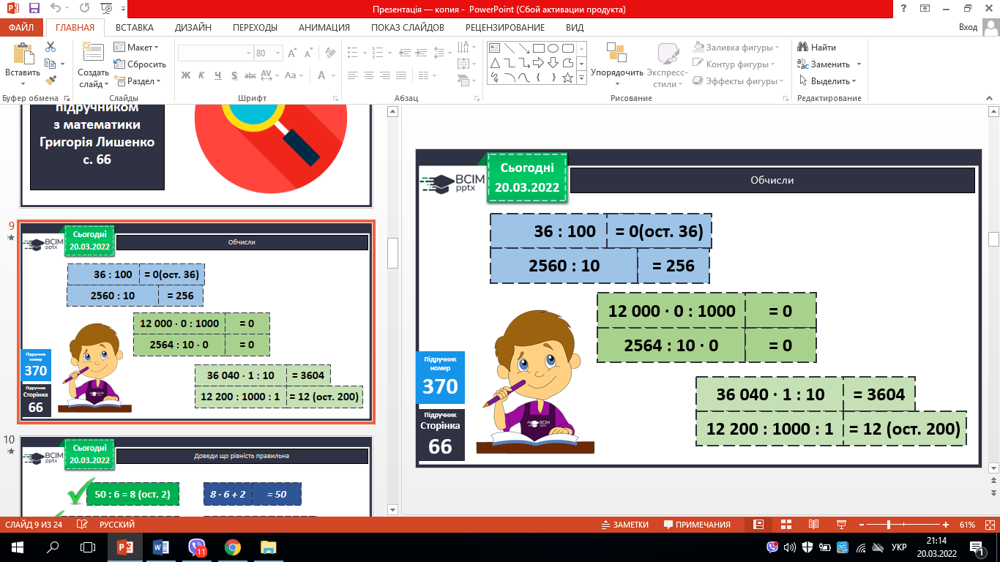 Презентація — копия - PowerPoint (Сбой активации продукта)
ФАЙЛ ГЛАВНАЯ ВСТАВКА ДИЗАЙН ПЕРЕХОДЫ АНИМАЦИЯ ПОКАЗ СЛАЙДОВ РЕЦЕНЗИРОВАНИЕ ВИД Вход
Вставить
Создать слайд
Макет
Сбросить
Раздел
80
Ж К Ч S abc AV Aa A
Упорядочить
Экспресс-стили
Заливка фигуры
Контур фигуры
Эффекты фигуры
Найти
Заменить
Выделить
Буфер обмена Слайды Шрифт Абзац Рисование Редактирование
підручником
з математики
Григорія Лишенко
с. 66
9
Сьогодні
20.03.2022
ВСІМ
pptx
Обчисли
36 : 100 = 0(ост. 36)
2560 : 10 = 256
12 000 · 0 : 1000 = 0
2564 : 10 · 0 = 0
36 040 · 1 : 10 = 3604
12 200 : 1000 : 1 = 12 (ост. 200)
Підручник
номер
370
Підручник
Сторінка
66
10
Сьогодні
20.03.2022
ВСІМ
pptx
Доведи що рівність правильна
50 : 6 = 8 (ост. 2) 8 · 6 + 2 = 50
Сьогодні
20.03.2022
ВСІМ
pptx
Обчисли
36 : 100 = 0(ост. 36)
2560 : 10 = 256
12 000 · 0 : 1000 = 0
2564 : 10 · 0 = 0
36 040 · 1 : 10 = 3604
12 200 : 1000 : 1 = 12 (ост. 200)
Підручник
номер
370
Підручник
Сторінка
66
СЛАЙД 9 ИЗ 24 РУССКИЙ ЗАМЕТКИ ПРИМЕЧАНИЯ 61%
11
УКР
21:14
20.03.2022
1